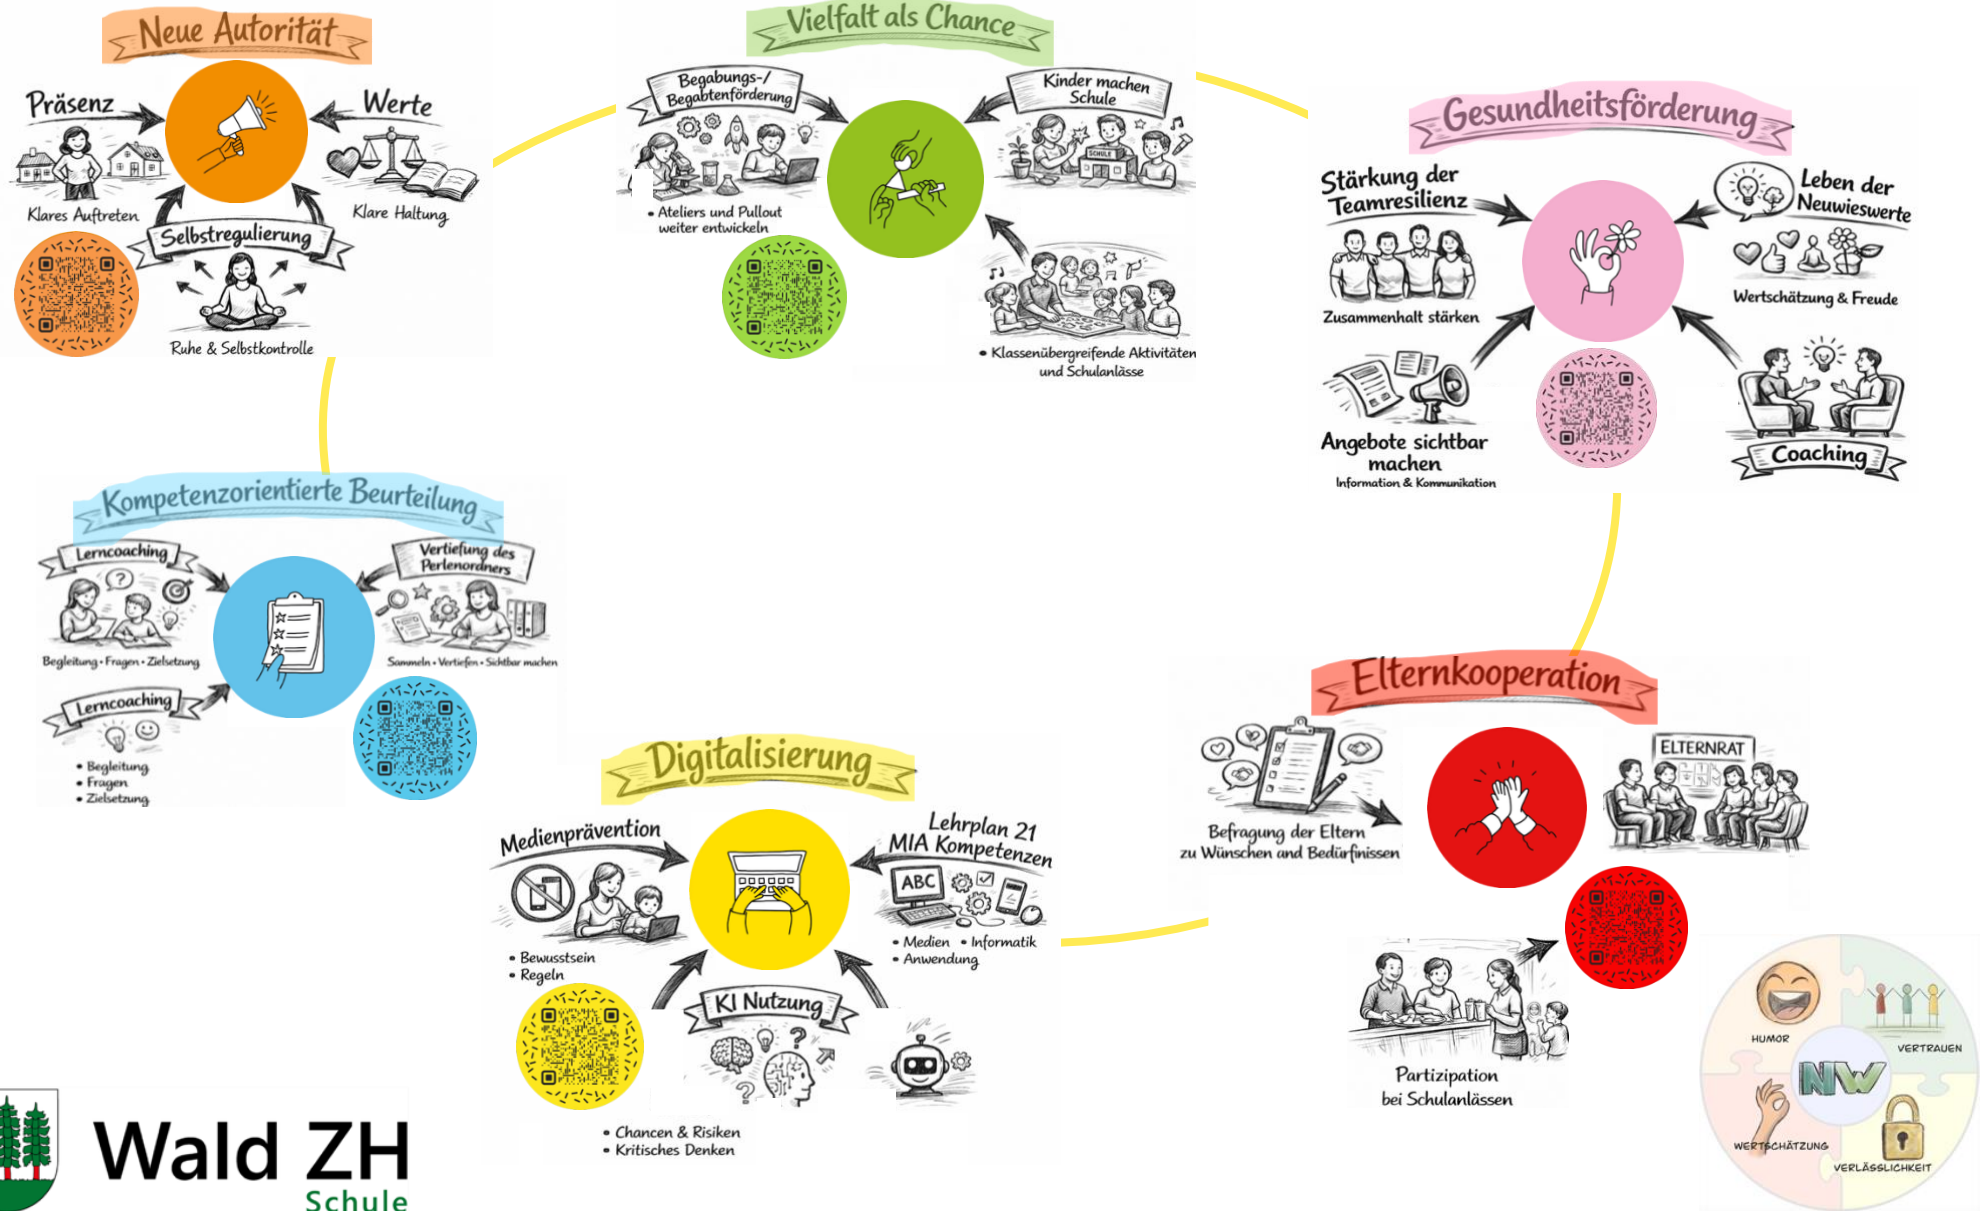 Neue Autorität
Präsenz
Werte
Klares Auftreten
Klare Haltung
Selbstregulierung
Ruhe & Selbstkontrolle
Vielfalt als Chance
Begabungs-/
Begabtenförderung
Kinder machen
Schule
SCHULE
• Ateliers und Pullout
weiter entwickeln
• Klassenübergreifende Aktivitäten
und Schulanlässe
Gesundheitsförderung
Stärkung der
Teamresilienz
Leben der
Neuwieswerte
Zusammenhalt stärken
Wertschätzung & Freude
Angebote sichtbar
machen
Information & Kommunikation
Coaching
Kompetenzorientierte Beurteilung
Lerncoaching
Vertiefung des
Perlenordners
Begleitung • Fragen • Zielsetzung
Sammeln • Vertiefen • Sichtbar machen
Lerncoaching
• Begleitung
• Fragen
• Zielsetzung
Digitalisierung
Medienprävention
Lehrplan 21
MIA Kompetenzen
ABC
• Bewusstsein
• Regeln
• Medien • Informatik
• Anwendung
KI Nutzung
• Chancen & Risiken
• Kritisches Denken
Elternkooperation
ELTERNRAT
Befragung der Eltern
zu Wünschen and Bedürfinissen
Partizipation
bei Schulanlässen
HUMOR
VERTRAUEN
NW
WERTSCHÄTZUNG
VERLÄSSLICHKEIT
Wald ZH
Schule